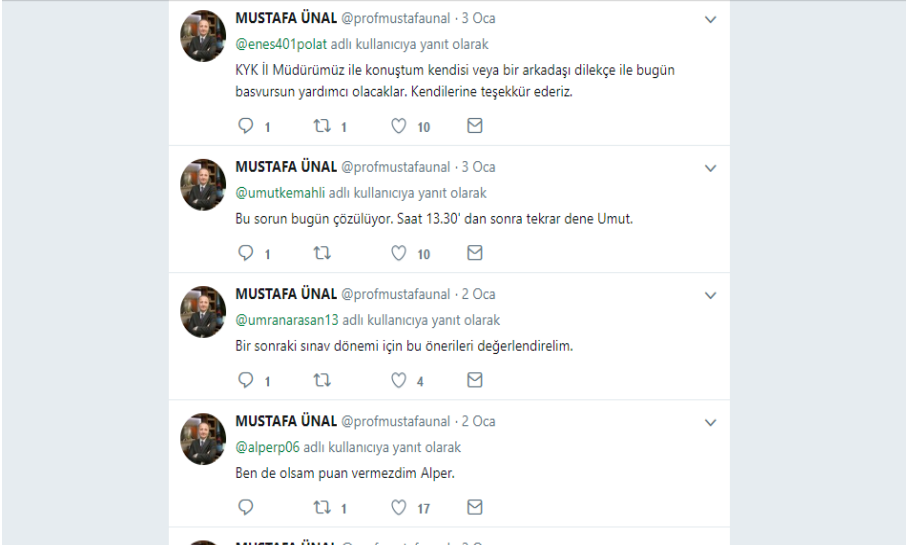 MUSTAFA ÜNAL @profmustafaunal · 3 Oca
@enes401polat adlı kullanıcıya yanıt olarak
KYK İl Müdürümüz ile konuştum kendisi veya bir arkadaşı dilekçe ile bugün
basvursun yardımcı olacaklar. Kendilerine teşekkür ederiz.
1 1 10
MUSTAFA ÜNAL @profmustafaunal · 3 Oca
@umutkemahli adlı kullanıcıya yanıt olarak
Bu sorun bugün çözülüyor. Saat 13.30' dan sonra tekrar dene Umut.
1 10
MUSTAFA ÜNAL @profmustafaunal · 2 Oca
@umranarasan13 adlı kullanıcıya yanıt olarak
Bir sonraki sınav dönemi için bu önerileri değerlendirelim.
1 4
MUSTAFA ÜNAL @profmustafaunal · 2 Oca
@alperp06 adlı kullanıcıya yanıt olarak
Ben de olsam puan vermezdim Alper.
1 17